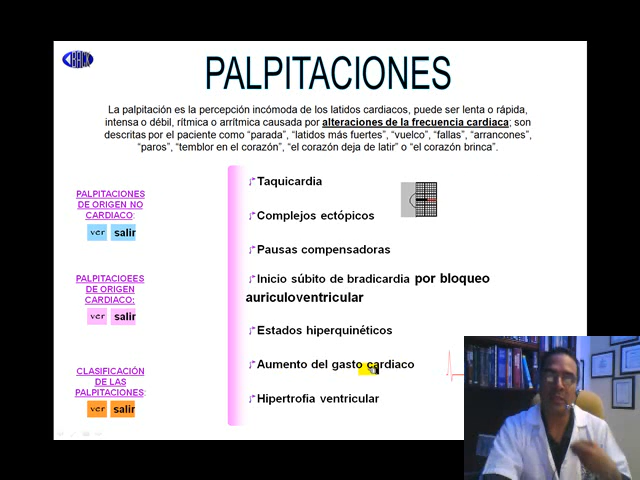 BACK
PALPITACIONES
La palpitación es la percepción incómoda de los latidos cardiacos, puede ser lenta o rápida,
intensa o débil, rítmica o arrítmica causada por alteraciones de la frecuencia cardiaca; son
descritas por el paciente como “parada”, “latidos más fuertes”, “vuelco”, “fallas”, “arrancones”,
“paros”, “temblor en el corazón”, “el corazón deja de latir” o “el corazón brinca”.
PALPITACIONES
DE ORIGEN NO
CARDIACO:
ver salir
PALPITACIOEES
DE ORIGEN
CARDIACO:
ver salir
CLASIFICACIÓN
DE LAS
PALPITACIONES:
ver salir
Taquicardia
Complejos ectópicos
Pausas compensadoras
Inicio súbito de bradicardia por bloqueo
auriculoventricular
Estados hiperquinéticos
Aumento del gasto cardiaco
Hipertrofia ventricular